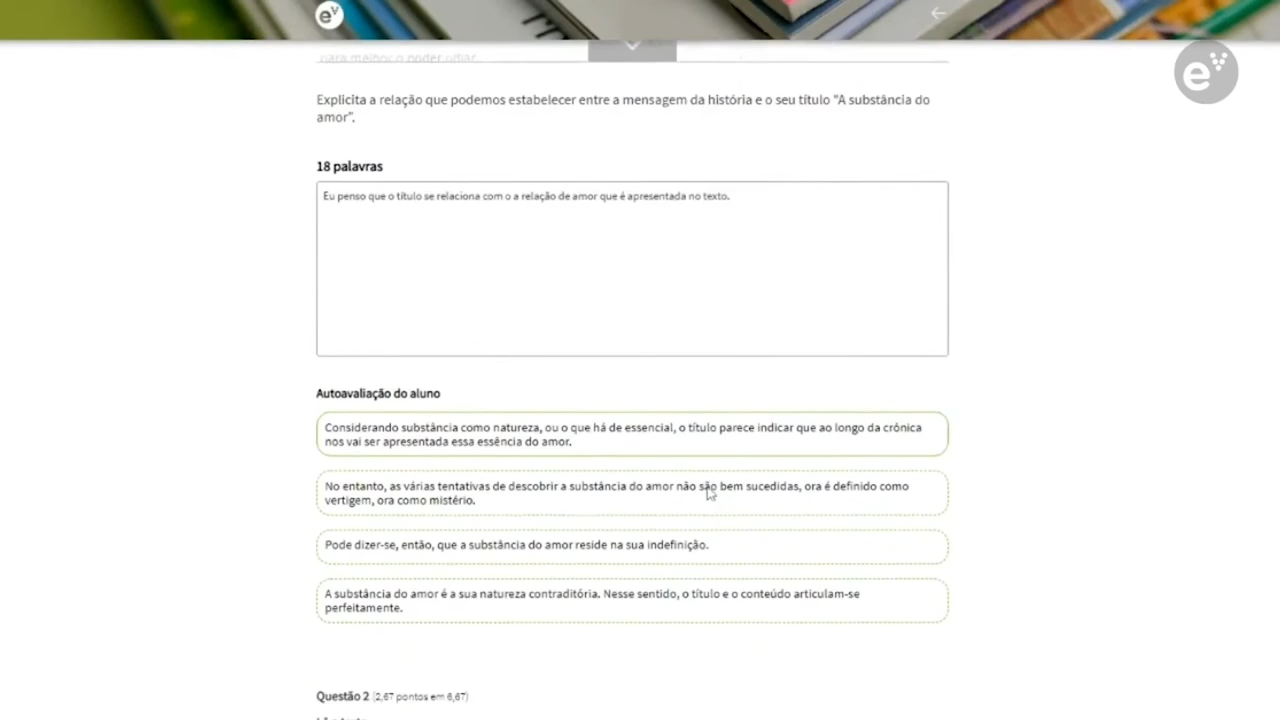 e
para melhor o poder odiar.
e
Explicita a relação que podemos estabelecer entre a mensagem da história e o seu título "A substância do
amor".
18 palavras
Eu penso que o título se relaciona com o a relação de amor que é apresentada no texto.
Autoavaliação do aluno
Considerando substância como natureza, ou o que há de essencial, o título parece indicar que ao longo da crónica
nos vai ser apresentada essa essência do amor.
No entanto, as várias tentativas de descobrir a substância do amor não são bem sucedidas, ora é definido como
vertigem, ora como mistério.
Pode dizer-se, então, que a substância do amor reside na sua indefinição.
A substância do amor é a sua natureza contraditória. Nesse sentido, o título e o conteúdo articulam-se
perfeitamente.
Questão 2 (2,67 pontos em 6,67)